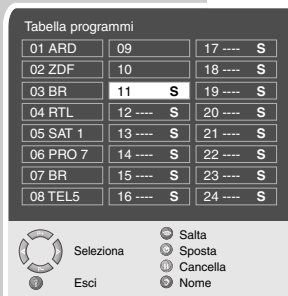 Tabella programmi
01 ARD 09 17 ---- S
02 ZDF 10 18 ---- S
03 BR 11 S 19 ---- S
04 RTL 12 ---- S 20 ---- S
05 SAT 1 13 ---- S 21 ---- S
06 PRO 7 14 ---- S 22 ---- S
07 BR 15 ---- S 23 ---- S
08 TEL5 16 ---- S 24 ---- S
Salta
Seleziona Sposta
Cancella
Esci Nome